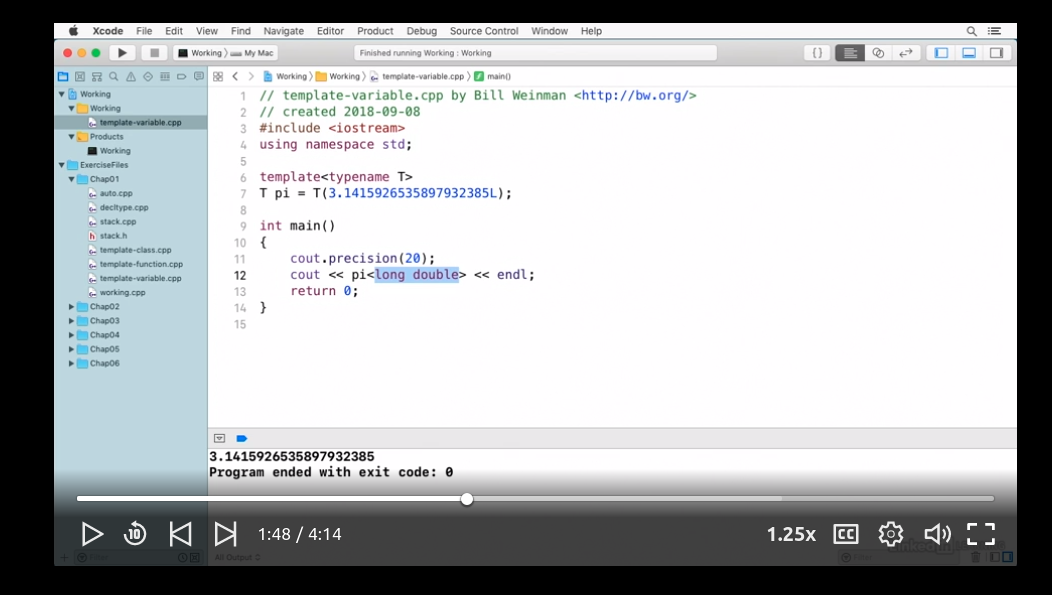 Xcode File Edit View Find Navigate Editor Product Debug Source Control Window Help
Working 〉 My Mac
Finished running Working : Working
Working 〉 Working 〉 template-variable.cpp 〉 main()
Working
Working
template-variable.cpp
Products
Working
ExerciseFiles
Chap01
auto.cpp
decltype.cpp
stack.cpp
stack.h
template-class.cpp
template-function.cpp
template-variable.cpp
working.cpp
Chap02
Chap03
Chap04
Chap05
Chap06
1 // template-variable.cpp by Bill Weinman <http://bw.org/>
2 // created 2018-09-08
3 #include <iostream>
4 using namespace std;
5
6 template<typename T>
7 T pi = T(3.1415926535897932385L);
8
9 int main()
10 {
11 cout.precision(20);
12 cout << pi<long double> << endl;
13 return 0;
14 }
15
3.1415926535897932385
Program ended with exit code: 0
10 1:48 / 4:14 1.25x CC
Filter All Output Filter